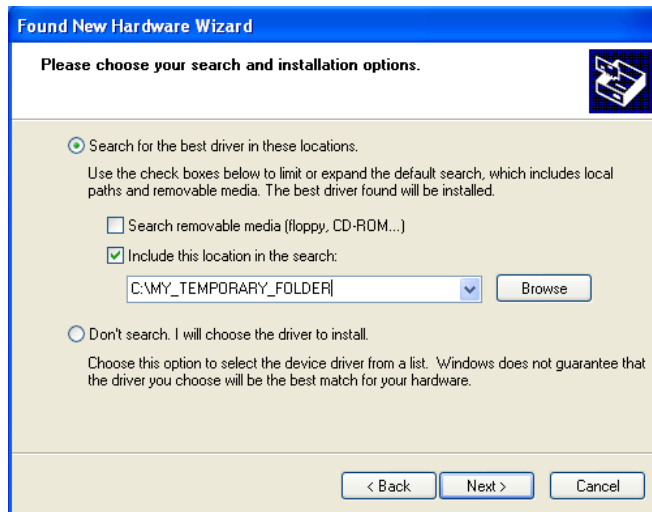 Found New Hardware Wizard
Please choose your search and installation options.
Search for the best driver in these locations.
Use the check boxes below to limit or expand the default search, which includes local
paths and removable media. The best driver found will be installed.
Search removable media (floppy, CD-ROM...)
Include this location in the search:
C:\MY_TEMPORARY_FOLDER
Browse
Don't search. I will choose the driver to install.
Choose this option to select the device driver from a list.  Windows does not guarantee that
the driver you choose will be the best match for your hardware.
< Back
Next >
Cancel